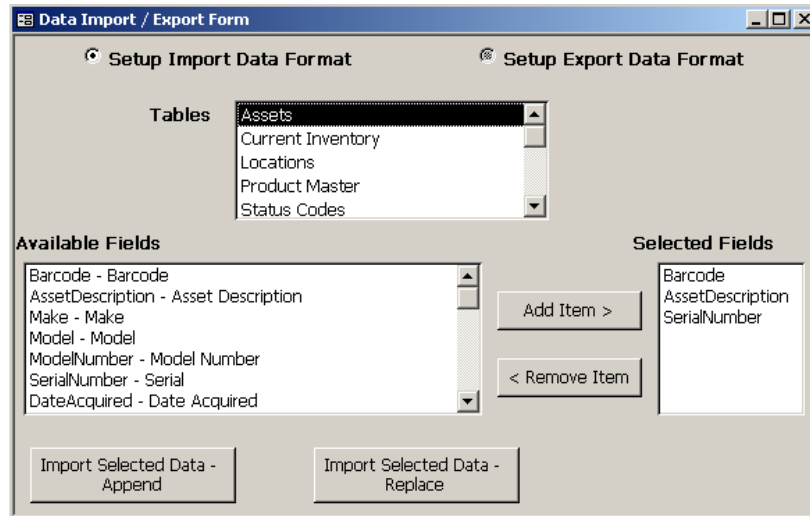 Data Import / Export Form
Setup Import Data Format
Setup Export Data Format
Tables
Assets
Current Inventory
Locations
Product Master
Status Codes
Available Fields
Barcode - Barcode
AssetDescription - Asset Description
Make - Make
Model - Model
ModelNumber - Model Number
SerialNumber - Serial
DateAcquired - Date Acquired
Add Item >
< Remove Item
Selected Fields
Barcode
AssetDescription
SerialNumber
Import Selected Data -
Append
Import Selected Data -
Replace